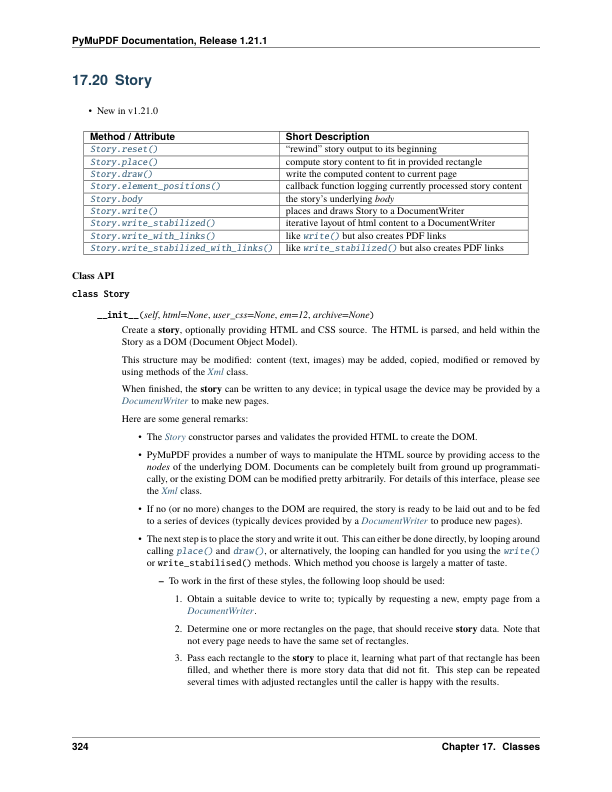 PyMuPDF Documentation, Release 1.21.1
17.20 Story
• New in v1.21.0
Method / Attribute Short Description
Story.reset() “rewind” story output to its beginning
Story.place() compute story content to fit in provided rectangle
Story.draw() write the computed content to current page
Story.element_positions() callback function logging currently processed story content
Story.body the story’s underlying body
Story.write() places and draws Story to a DocumentWriter
Story.write_stabilized() iterative layout of html content to a DocumentWriter
Story.write_with_links() like write() but also creates PDF links
Story.write_stabilized_with_links() like write_stabilized() but also creates PDF links
Class API
class Story
__init__(self, html=None, user_css=None, em=12, archive=None)
Create a story, optionally providing HTML and CSS source. The HTML is parsed, and held within the
Story as a DOM (Document Object Model).
This structure may be modified: content (text, images) may be added, copied, modified or removed by
using methods of the Xml class.
When finished, the story can be written to any device; in typical usage the device may be provided by a
DocumentWriter to make new pages.
Here are some general remarks:
• The Story constructor parses and validates the provided HTML to create the DOM.
• PyMuPDF provides a number of ways to manipulate the HTML source by providing access to the
nodes of the underlying DOM. Documents can be completely built from ground up programmati-
cally, or the existing DOM can be modified pretty arbitrarily. For details of this interface, please see
the Xml class.
• If no (or no more) changes to the DOM are required, the story is ready to be laid out and to be fed
to a series of devices (typically devices provided by a DocumentWriter to produce new pages).
• The next step is to place the story and write it out. This can either be done directly, by looping around
calling place() and draw(), or alternatively, the looping can handled for you using the write()
or write_stabilised() methods. Which method you choose is largely a matter of taste.
– To work in the first of these styles, the following loop should be used:
1. Obtain a suitable device to write to; typically by requesting a new, empty page from a
DocumentWriter.
2. Determine one or more rectangles on the page, that should receive story data. Note that
not every page needs to have the same set of rectangles.
3. Pass each rectangle to the story to place it, learning what part of that rectangle has been
filled, and whether there is more story data that did not fit. This step can be repeated
several times with adjusted rectangles until the caller is happy with the results.
324 Chapter 17. Classes